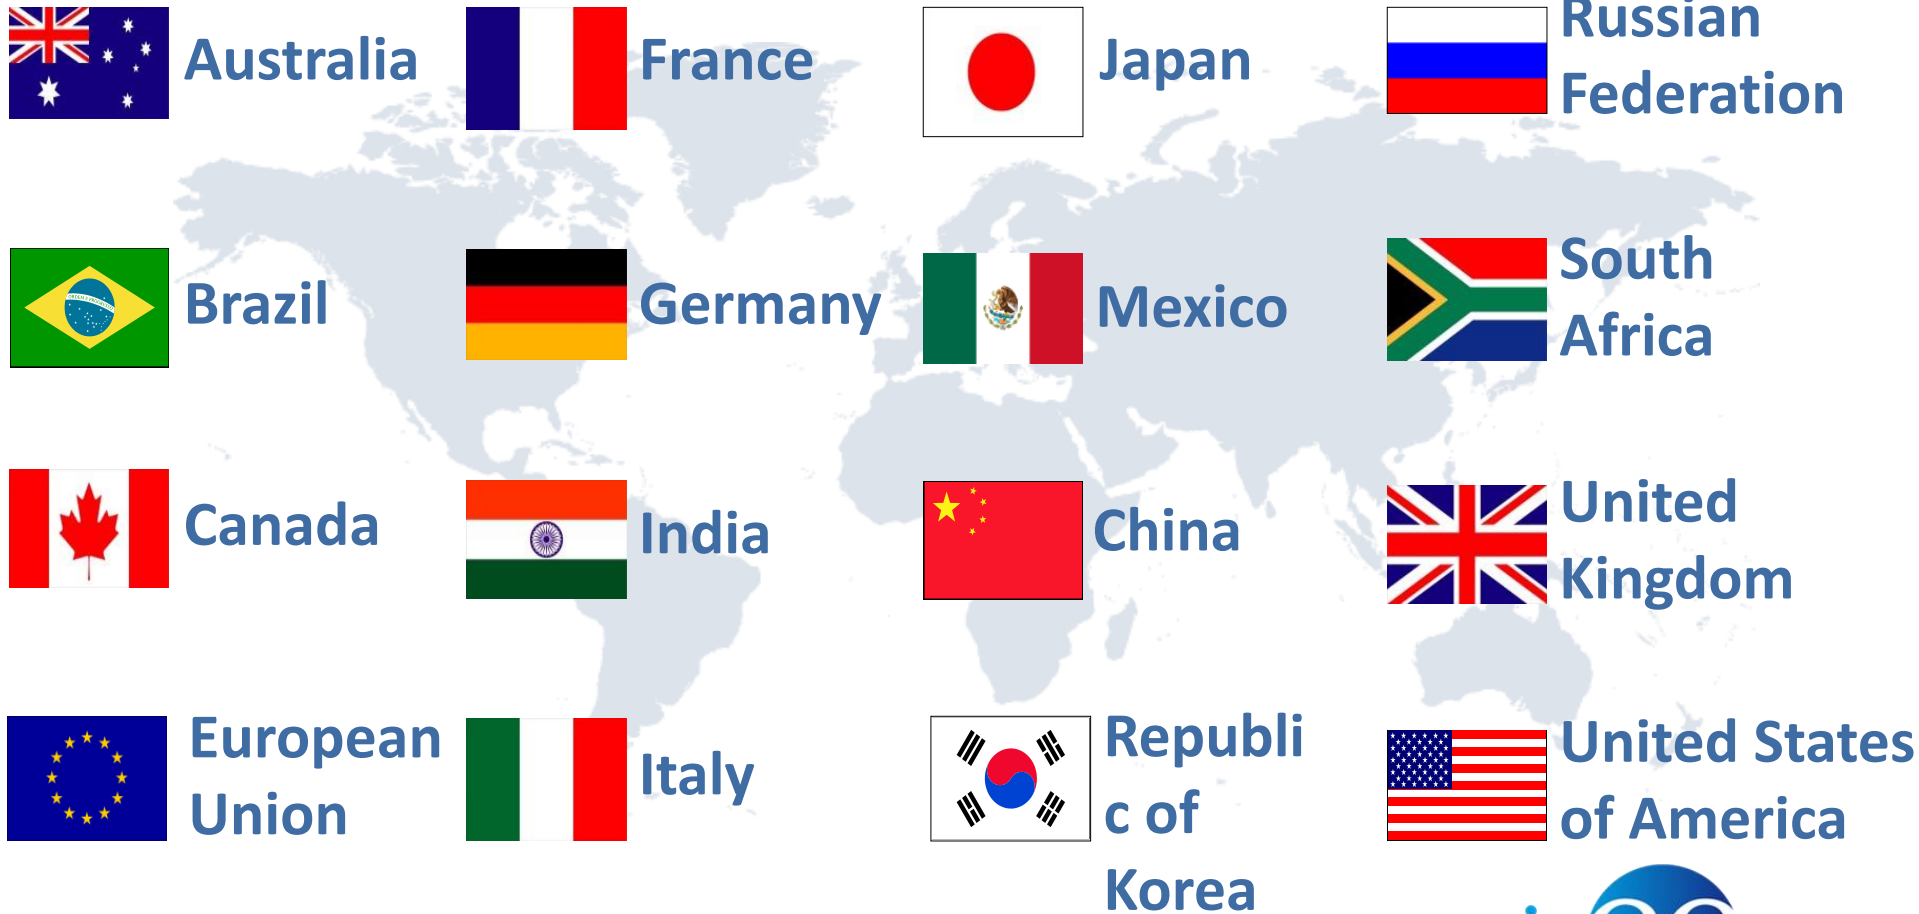 Australia
France
Japan
Russian
Federation
Brazil
Germany
Mexico
South
Africa
Canada
India
China
United
Kingdom
European
Union
Italy
Republi
c of
Korea
United States
of America